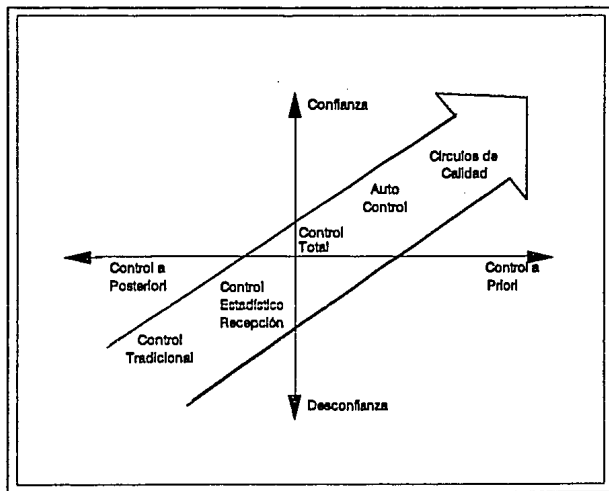 Confianza
Círculos de
Calidad
Auto
Control
Control
Total
Control a
Posteriori
Control a
Priori
Control
Estadístico
Recepción
Control
Tradicional
Desconfianza